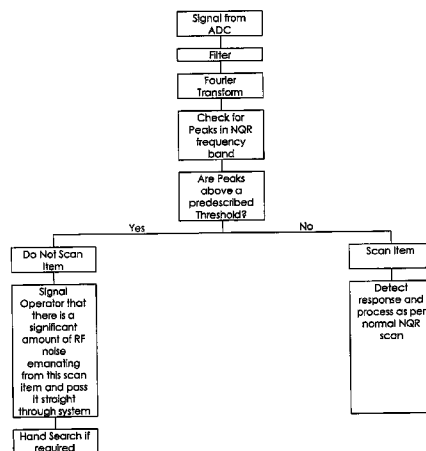 Signal from
ADC
Filter
Fourier
Transform
Check for
Peaks in NQR
frequency
band
Are Peaks
above a
predescribed
Threshold?
Yes
No
Do Not Scan
Item
Signal
Operator that
there is a
significant
amount of RF
noise
emanating
from this scan
item and pass
it straight
through system
Hand Search if
required
Scan Item
Detect
response and
process as per
normal NQR
scan